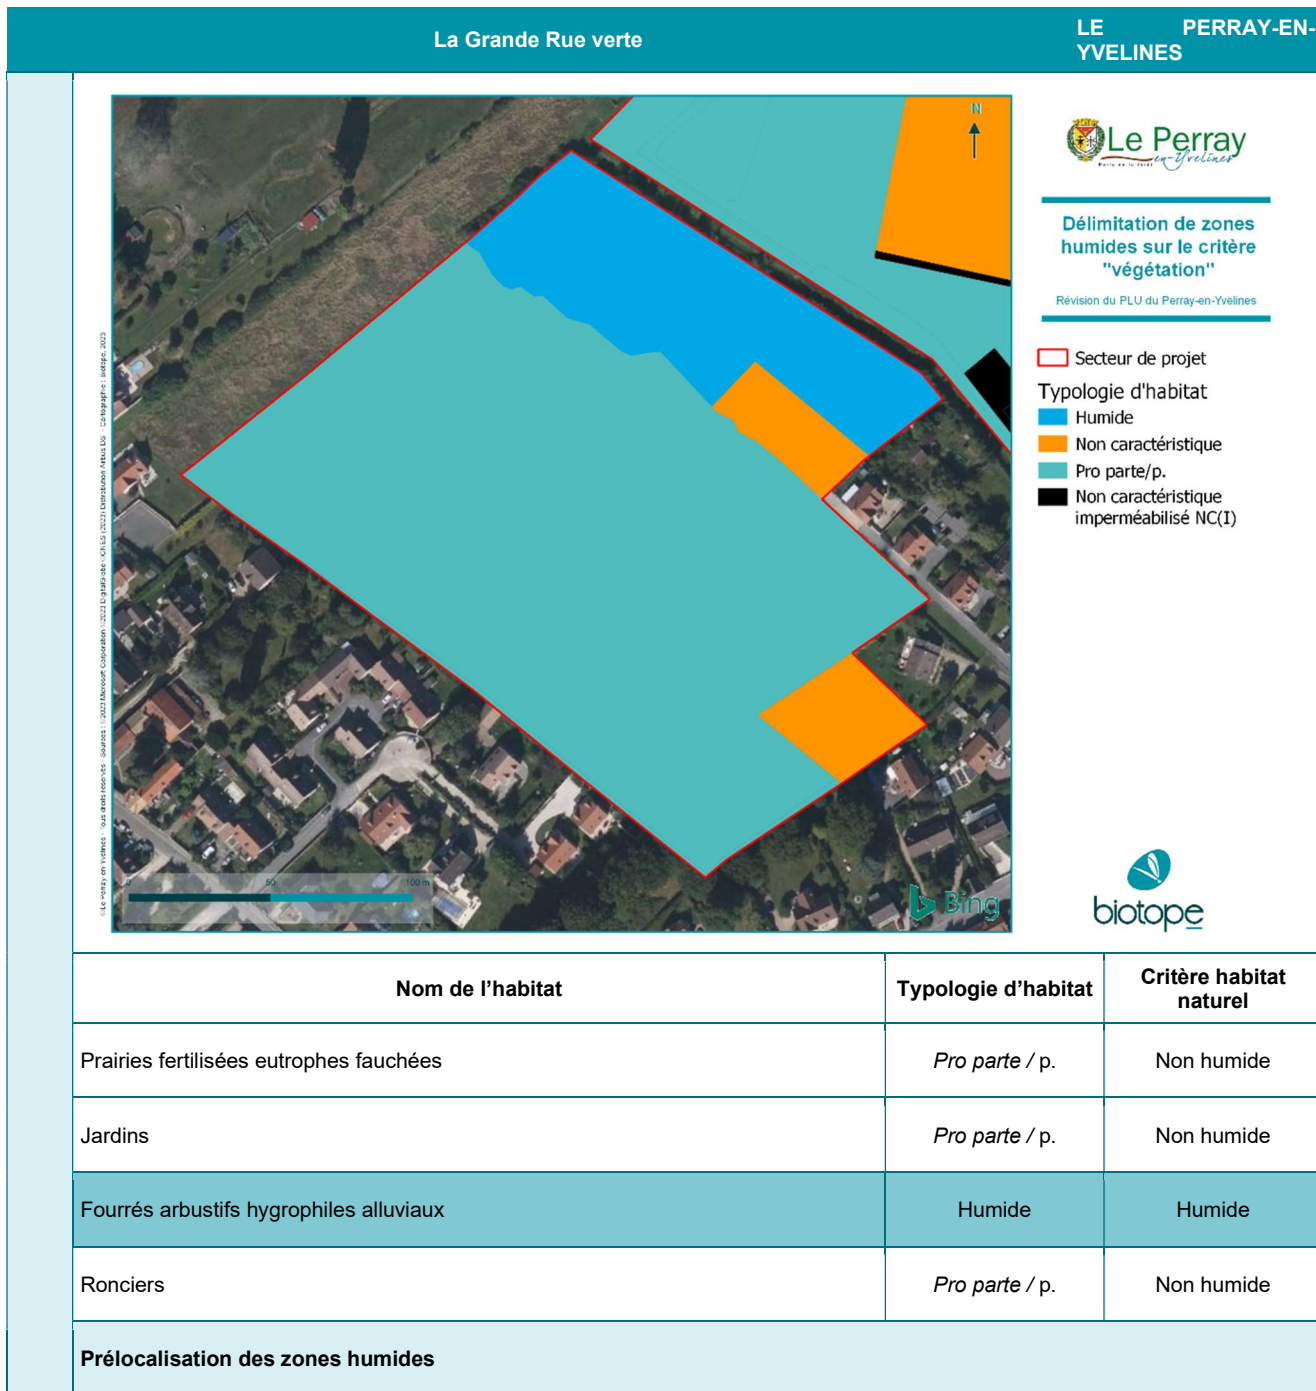 La Grande Rue verte
LE PERRAY-EN-
YVELINES
N
Le Perray
en-Yvelines
Délimitation de zones
humides sur le critère
"végétation"
Révision du PLU du Perray-en-Yvelines
Secteur de projet
Typologie d'habitat
Humide
Non caractéristique
Pro parte/p.
Non caractéristique
imperméabilisé NC(I)
0 50 100 m
Bing
biotope
Nom de l'habitat Typologie d'habitat Critère habitat
naturel
Prairies fertilisées eutrophes fauchées Pro parte / p. Non humide
Jardins Pro parte / p. Non humide
Fourrés arbustifs hygrophiles alluviaux Humide Humide
Ronciers Pro parte / p. Non humide
Prélocalisation des zones humides